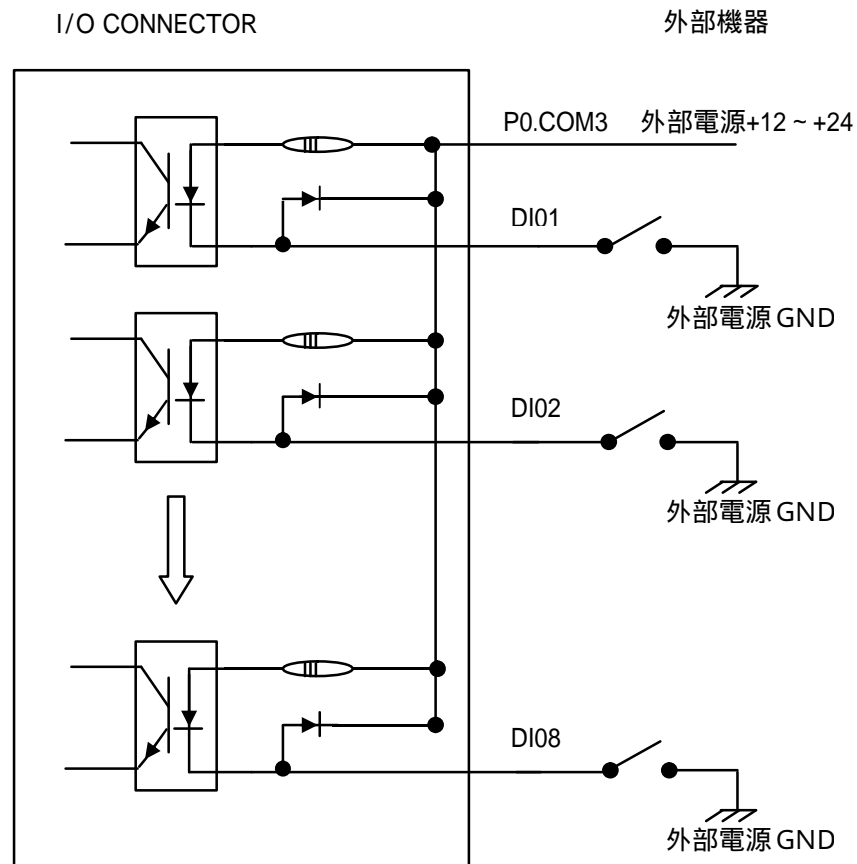 I/O CONNECTOR
外部機器
P0.COM3
外部電源+12 ~ +24
DI01
外部電源 GND
DI02
外部電源 GND
DI08
外部電源 GND